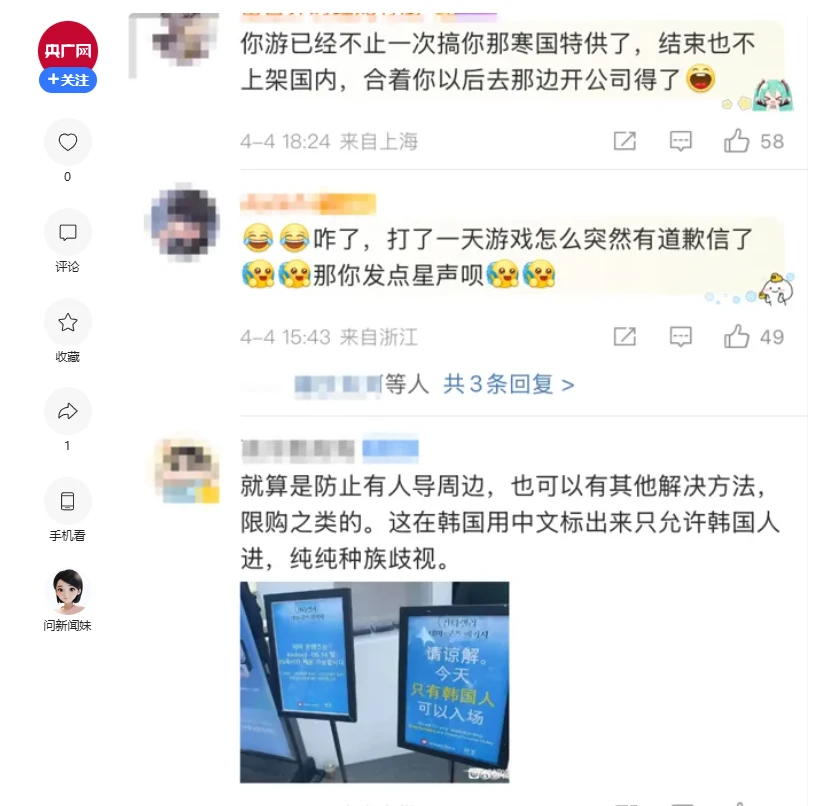 央广网
+关注
0
评论
收藏
1
手机看
问新闻妹
你游已经不止一次搞你那寒国特供了，结束也不
上架国内，合着你以后去那边开公司得了
4-4 18:24 来自上海
58
咋了，打了一天游戏怎么突然有道歉信了
那你发点星声呗
4-4 15:43 来自浙江
49
等人 共3条回复 >
就算是防止有人导周边，也可以有其他解决方法，
限购之类的。这在韩国用中文标出来只允许韩国人
进，纯纯种族歧视。
请谅解。
今天
只有韩国人
可以入场